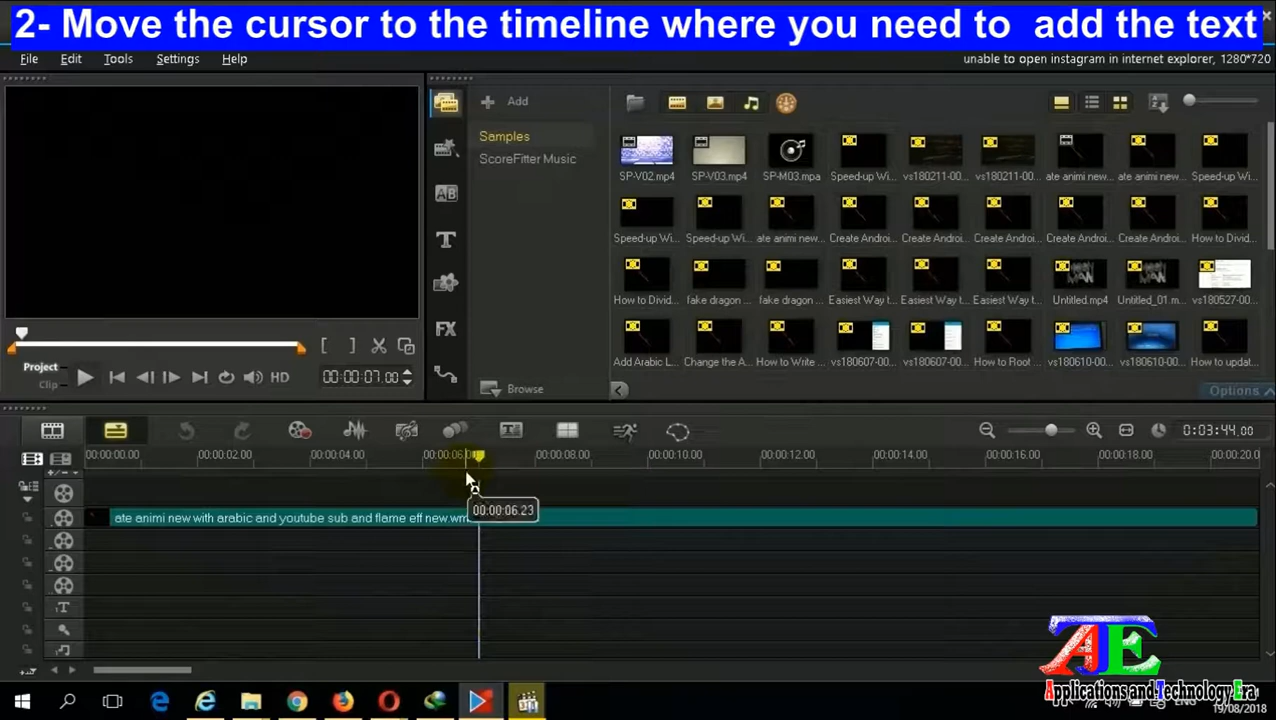 2- Move the cursor to the timeline where you need to  add the text
File Edit Tools Settings Help
unable to open instagram in internet explorer, 1280*720
Add
Samples
ScoreFitter Music
Browse
SP-V02.mp4 SP-V03.mp4 SP-M03.mpa Speed-up Wi... vs180211-00... vs180211-00... ate animi new... ate animi new... Speed-up Wi...
Speed-up Wi... Speed-up Wi... ate animi new... Create Androi... Create Androi... Create Androi... Create Androi... Create Androi... How to Divid...
How to Divid... fake dragon ... fake dragon ... Easiest Way t... Easiest Way t... Easiest Way t... Untitled.mp4 Untitled_01.m... vs180527-00...
Add Arabic L... Change the A... How to Write ... vs180607-00... vs180607-00... How to Root ... vs180610-00... vs180610-00... How to updat...
Options
Project
Clip
HD
00:00:07.00
0:03:44.00
00:00:00.00 00:00:02.00 00:00:04.00 00:00:08.00 00:00:10.00 00:00:12.00 00:00:14.00 00:00:16.00 00:00:18.00 00:00:20.0
00:00:06.23
ate animi new with arabic and youtube sub and flame eff new.wm
ATE
Applications and Technology Era
19/08/2018